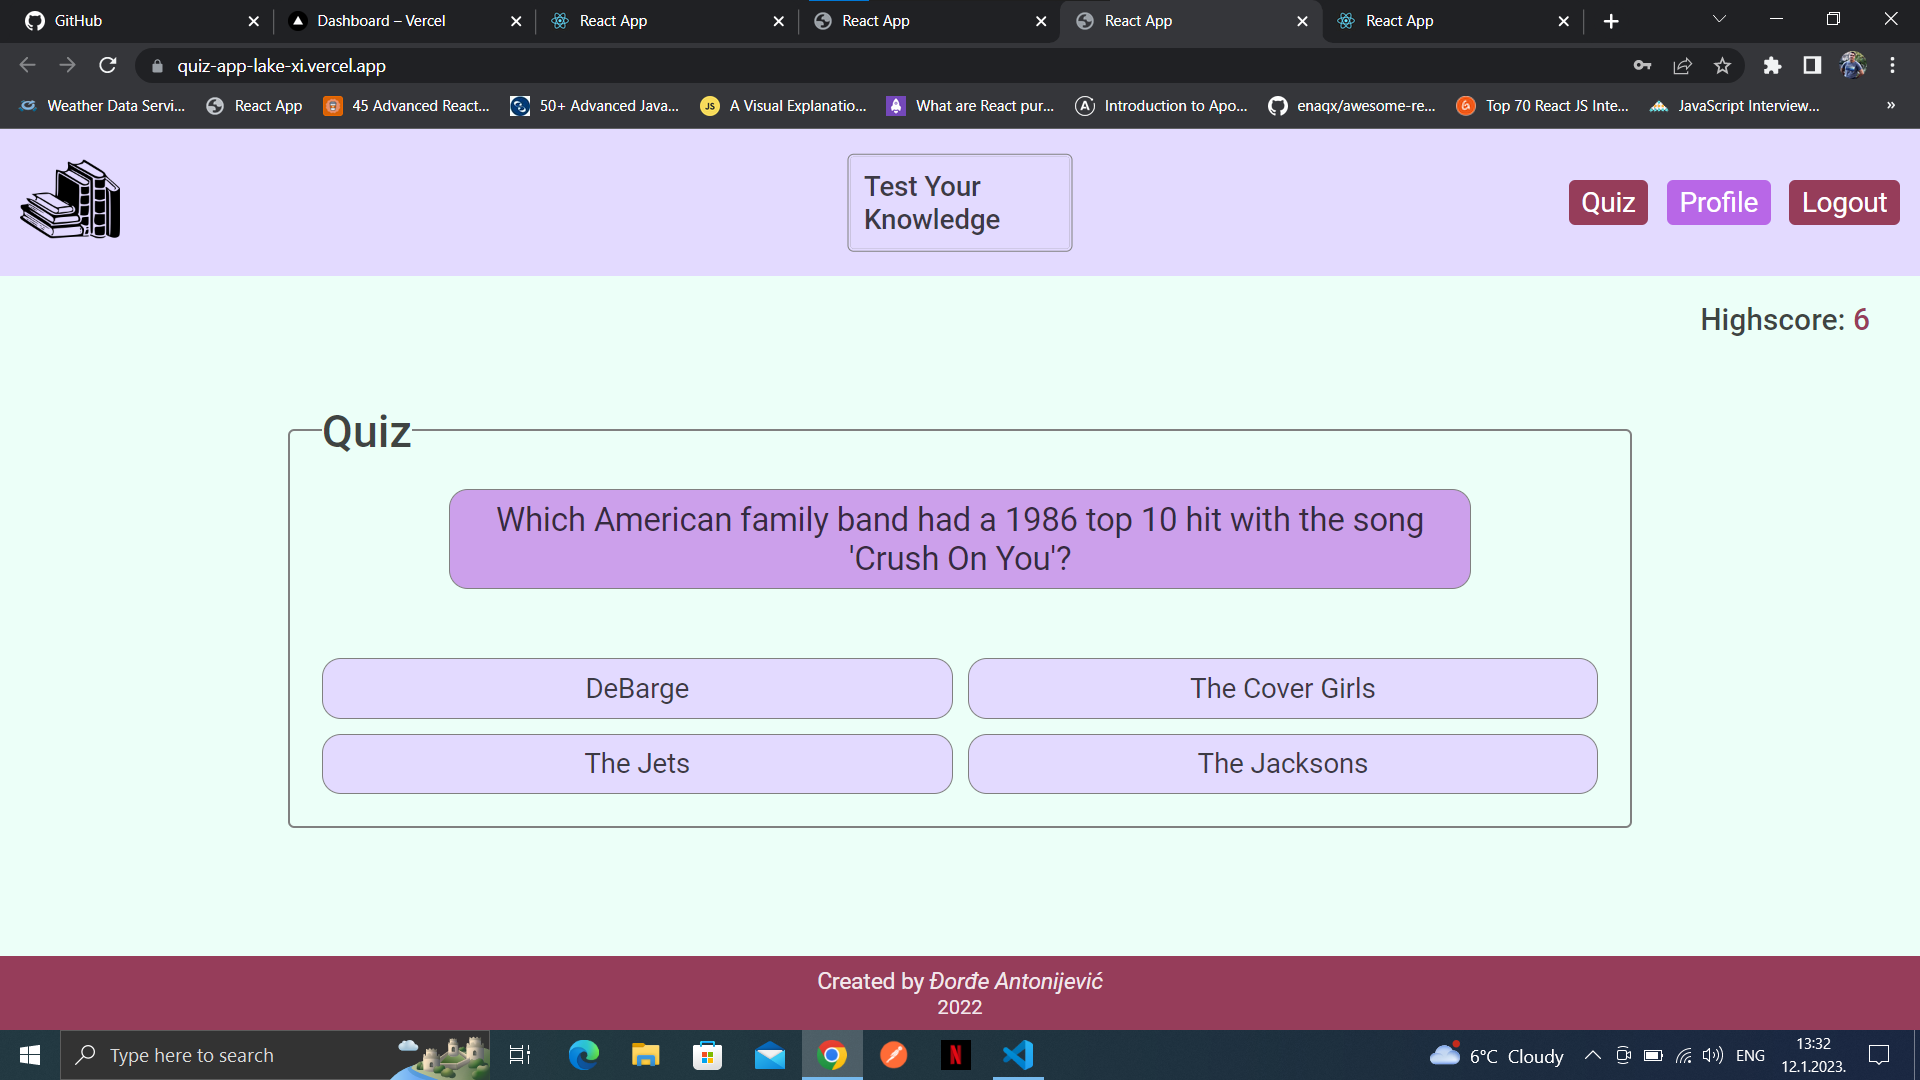 GitHub
Dashboard – Vercel
React App
React App
React App
React App
quiz-app-lake-xi.vercel.app
Weather Data Servi...
React App
45 Advanced React...
50+ Advanced Java...
JS
A Visual Explanatio...
What are React pur...
Introduction to Apo...
enaqx/awesome-re...
Top 70 React JS Inte...
JavaScript Interview...
»
Test Your
Knowledge
Quiz
Profile
Logout
Highscore: 6
Quiz
Which American family band had a 1986 top 10 hit with the song
'Crush On You'?
DeBarge
The Cover Girls
The Jets
The Jacksons
Created by Đorđe Antonijević
2022
Type here to search
N
6°C Cloudy
ENG
13:32
12.1.2023.